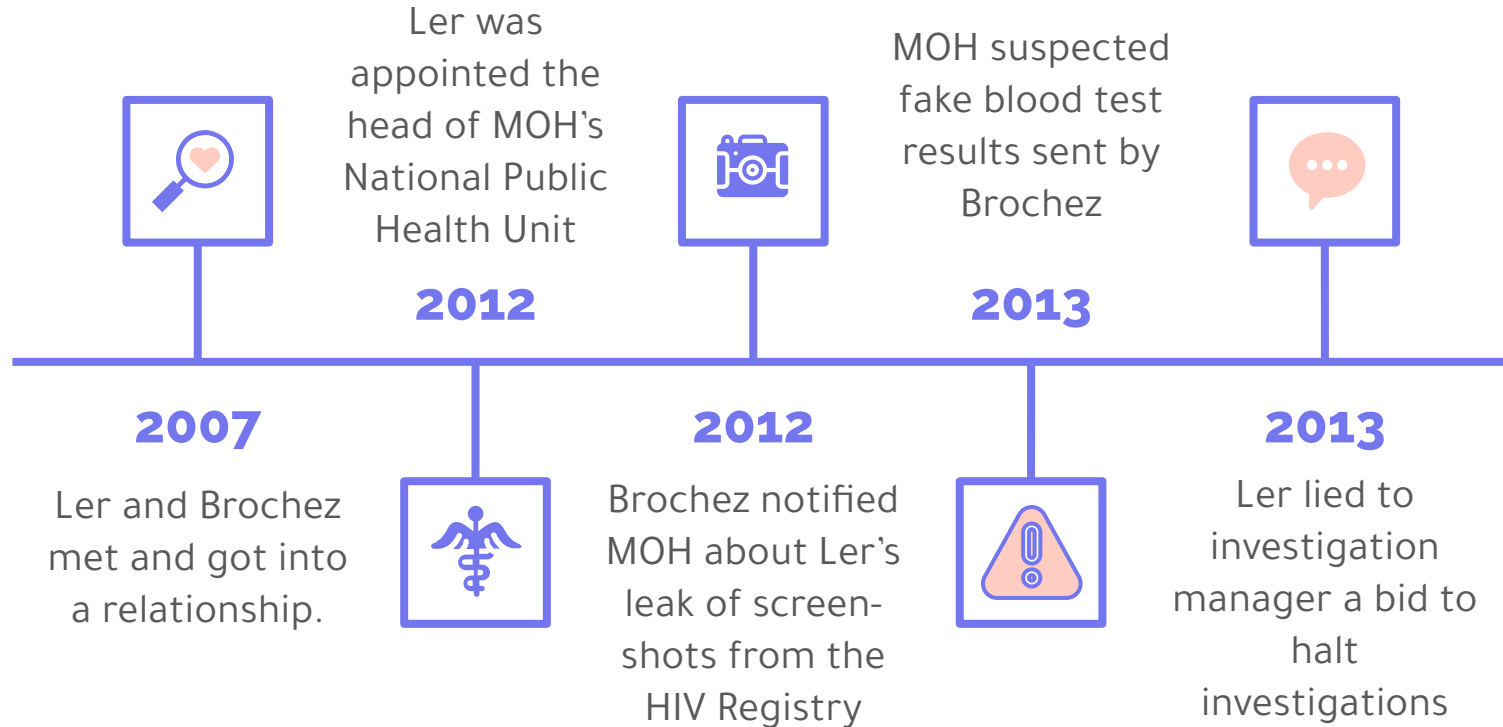 2007
Ler and Brochez
met and got into
a relationship.
Ler was
appointed the
head of MOH’s
National Public
Health Unit
2012
2012
Brochez notified
MOH about Ler’s
leak of screen-
shots from the
HIV Registry
MOH suspected
fake blood test
results sent by
Brochez
2013
2013
Ler lied to
investigation
manager a bid to
halt
investigations